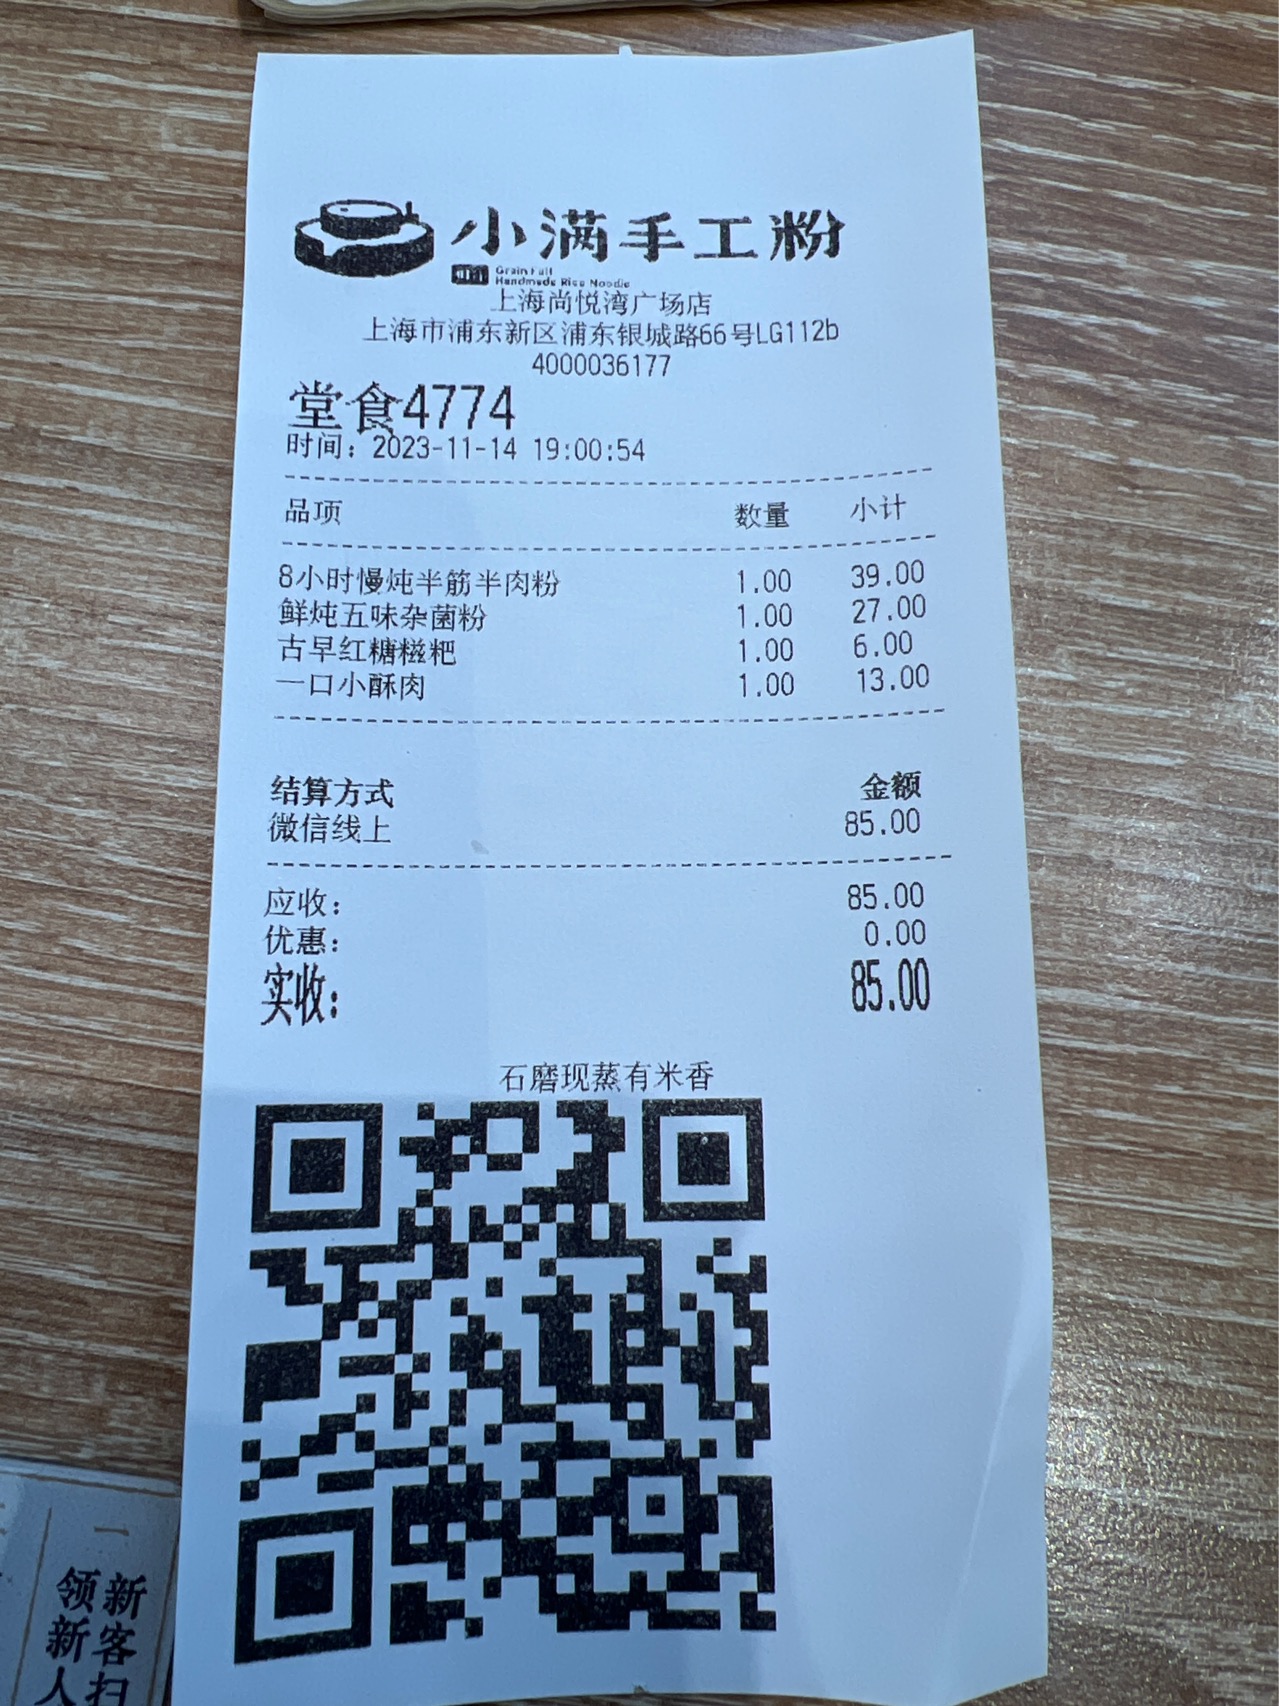 小满手工粉
Grain Full
Handmade Rice Noodle
上海尚悦湾广场店
上海市浦东新区浦东银城路66号LG112b
4000036177
堂食4774
时间：2023-11-14 19:00:54
品项 数量 小计
8小时慢炖半筋半肉粉 1.00 39.00
鲜炖五味杂菌粉 1.00 27.00
古早红糖糍粑 1.00 6.00
一口小酥肉 1.00 13.00
结算方式 金额
微信线上 85.00
应收： 85.00
优惠： 0.00
实收： 85.00
石磨现蒸有米香
新客扫
领新人